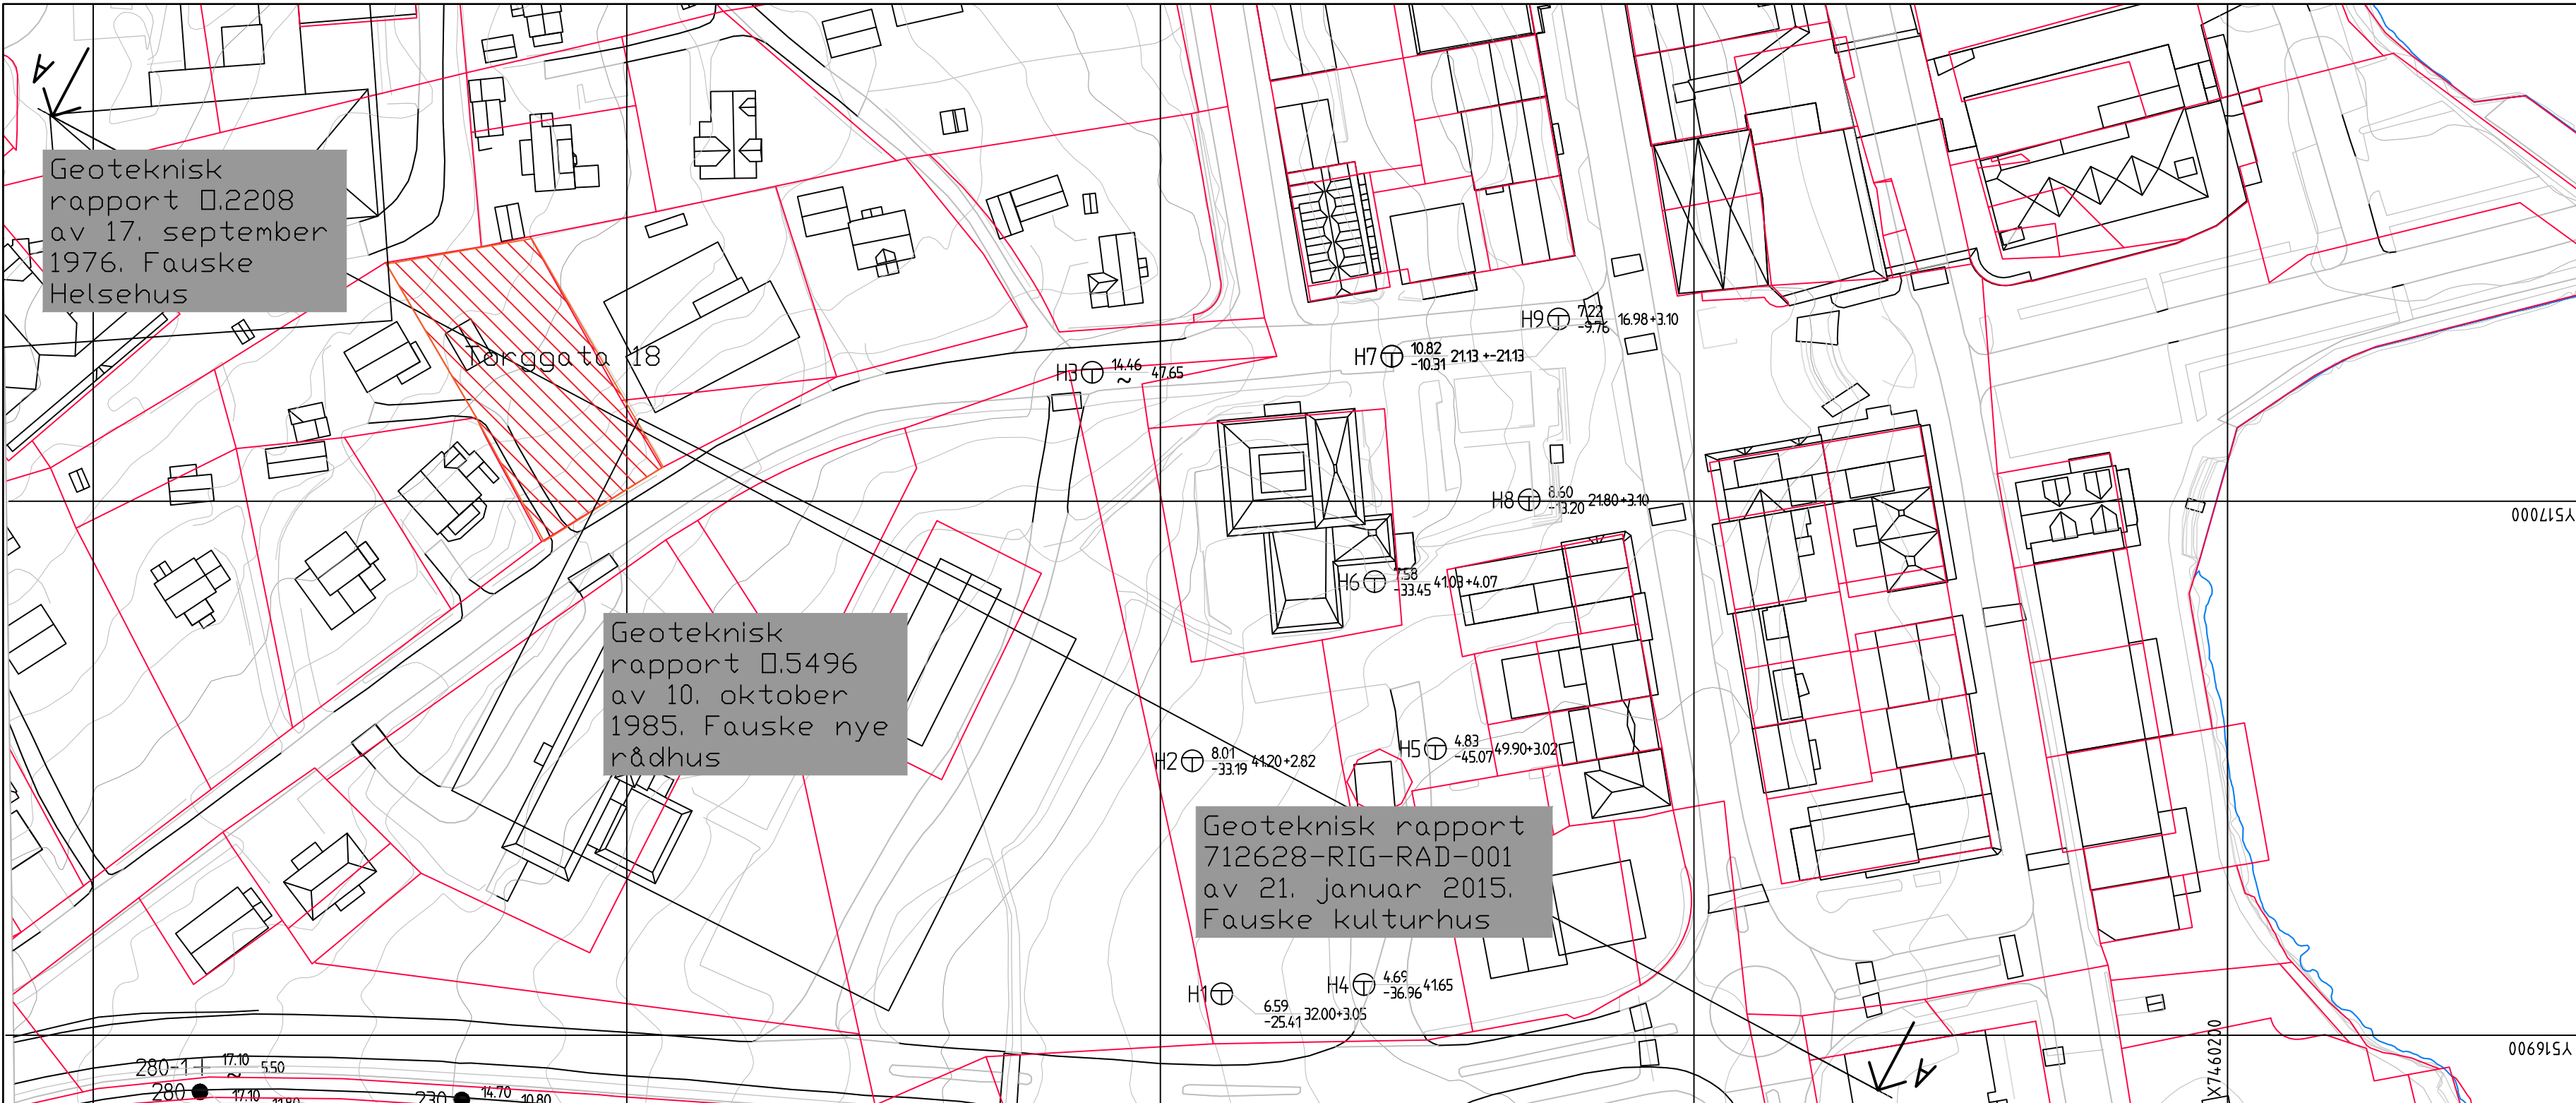 A
Geoteknisk
rapport □.2208
av 17. september
1976. Fauske
Helsehus
Torggata 18
H9 7.22 -9.76 16.98+3.10
H7 10.82 -10.31 21.13 +-21.13
H3 14.46 ~ 47.65
H8 8.60 -13.20 21.80+3.10
Y517000
H6 7.58 -33.45 41.03+4.07
Geoteknisk
rapport □.5496
av 10. oktober
1985. Fauske nye
rådhus
H5 4.83 -45.07 49.90+3.02
H2 8.01 -33.19 41.20+2.82
Geoteknisk rapport
712628-RIG-RAD-001
av 21. januar 2015.
Fauske kulturhus
H4 4.69 -36.96 41.65
H1 6.59 -25.41 32.00+3.05
Y516900
X7460200
A
280-1 17.10 ~ 5.50
280 17.10
230 14.70 10.80